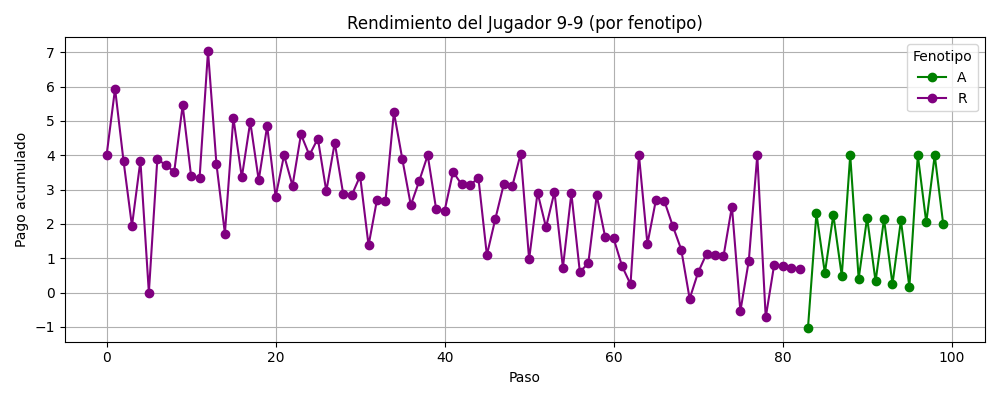 Rendimiento del Jugador 9-9 (por fenotipo)
Pago acumulado
7
6
5
4
3
2
1
0
−1
0 20 40 60 80 100
Paso
Fenotipo
A
R